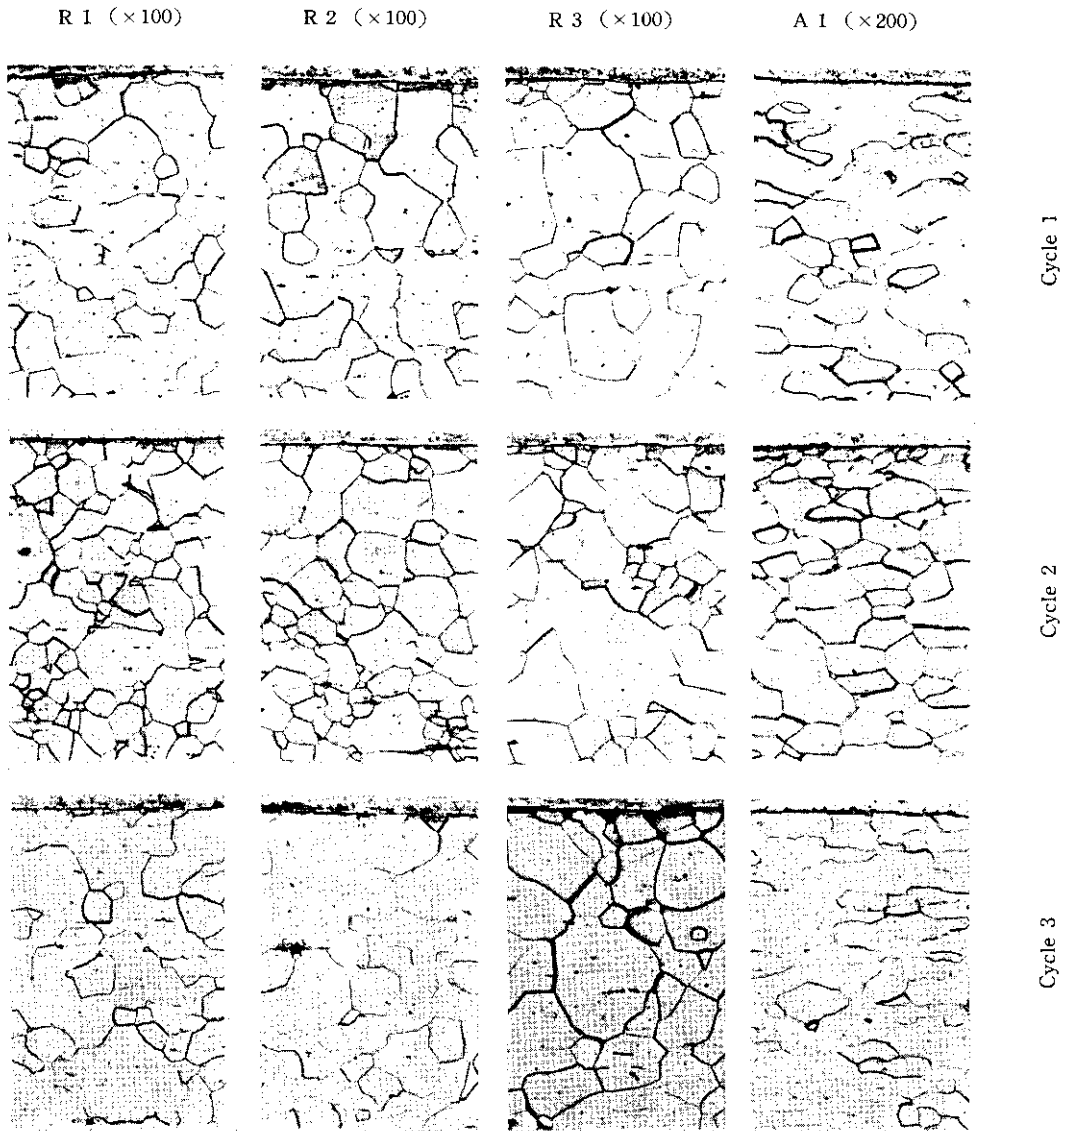 R 1 (×100)
R 2 (×100)
R 3 (×100)
A 1 (×200)
Cycle 1
Cycle 2
Cycle 3